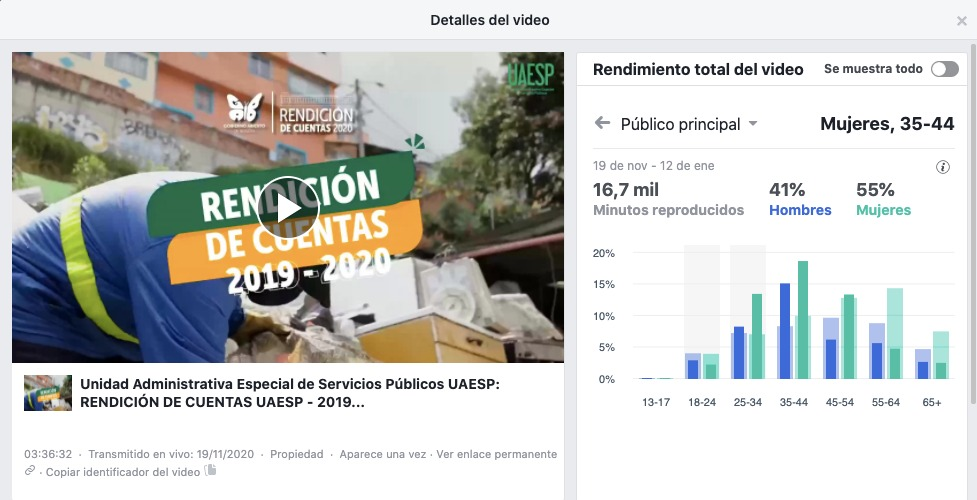 Detalles del video
UAESP
RENDICIÓN
DE CUENTAS 2020
RENDICIÓN
DE CUENTAS
2019 - 2020
Unidad Administrativa Especial de Servicios Públicos UAESP:
RENDICIÓN DE CUENTAS UAESP - 2019...
03:36:32 · Transmitido en vivo: 19/11/2020 · Propiedad · Aparece una vez · Ver enlace permanente
· Copiar identificador del video
Rendimiento total del video
Se muestra todo
Público principal
Mujeres, 35-44
19 de nov - 12 de ene
16,7 mil
Minutos reproducidos
41%
Hombres
55%
Mujeres
20%
15%
10%
5%
0%
13-17 18-24 25-34 35-44 45-54 55-64 65+